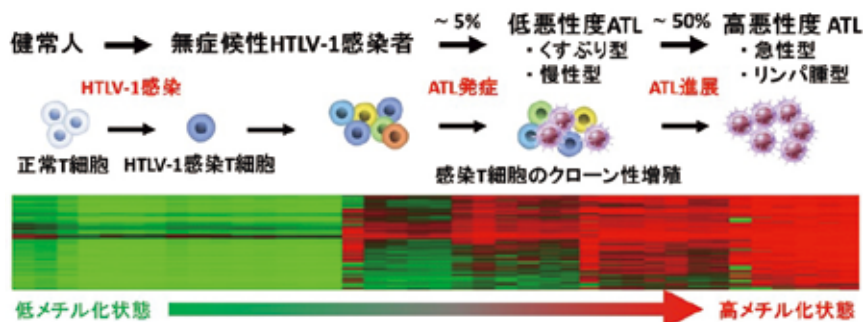 健常人 無症候性HTLV-1感染者 ~5% 低悪性度ATL ~50% 高悪性度ATL
・くすぶり型 ・急性型
・慢性型 ・リンパ腫型
HTLV-1感染 ATL発症 ATL進展
正常T細胞 HTLV-1感染T細胞
感染T細胞のクローン性増殖
低メチル化状態 高メチル化状態